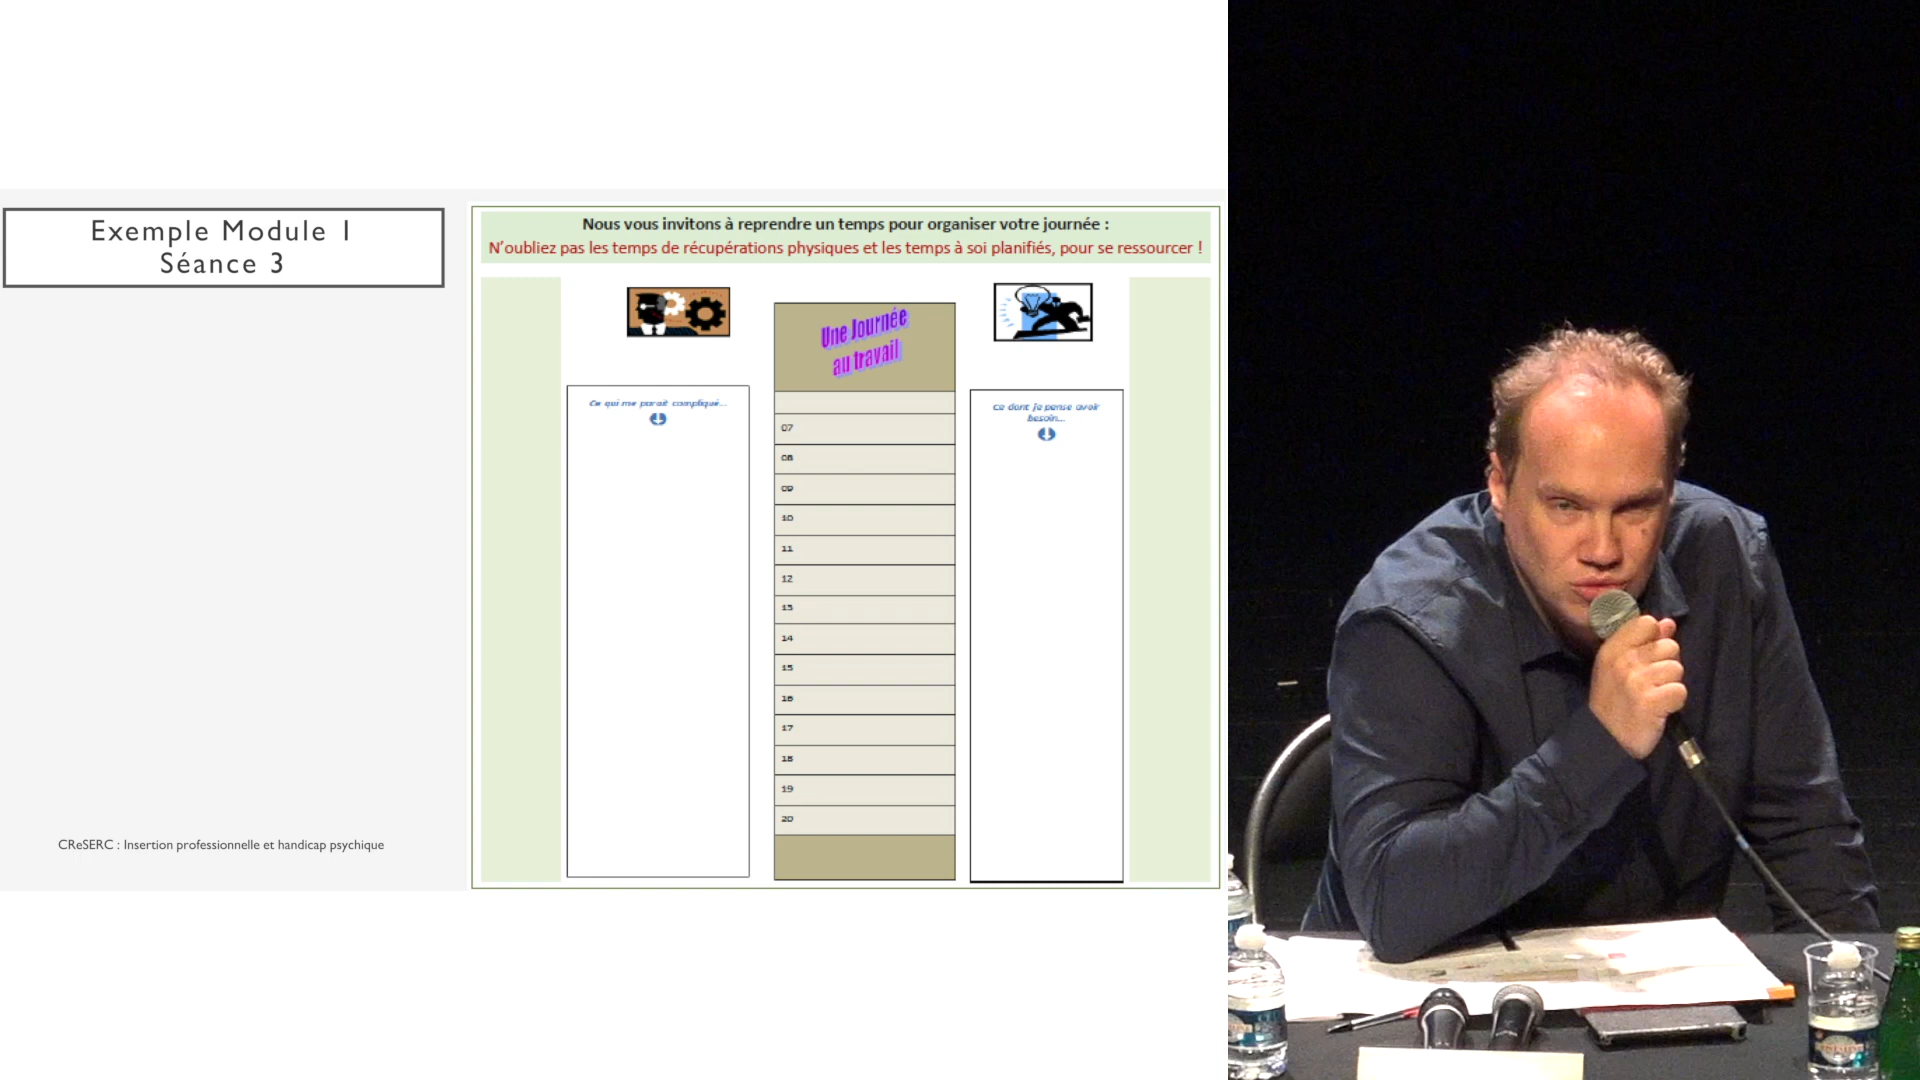 Exemple Module 1
Séance 3
CReSERC : Insertion professionnelle et handicap psychique
Nous vous invitons à reprendre un temps pour organiser votre journée :
N'oubliez pas les temps de récupérations physiques et les temps à soi planifiés, pour se ressourcer !
Ce qui me parait compliqué...
Une Journée
au travail
07
08
09
10
11
12
13
14
15
16
17
18
19
20
Ce dont je pense avoir
besoin...